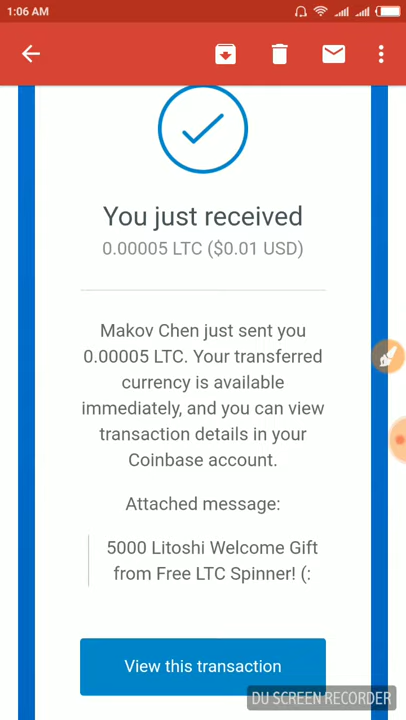 1:06 AM
You just received
0.00005 LTC ($0.01 USD)
Makov Chen just sent you
0.00005 LTC. Your transferred
currency is available
immediately, and you can view
transaction details in your
Coinbase account.
Attached message:
5000 Litoshi Welcome Gift
from Free LTC Spinner! (:
View this transaction
DU SCREEN RECORDER